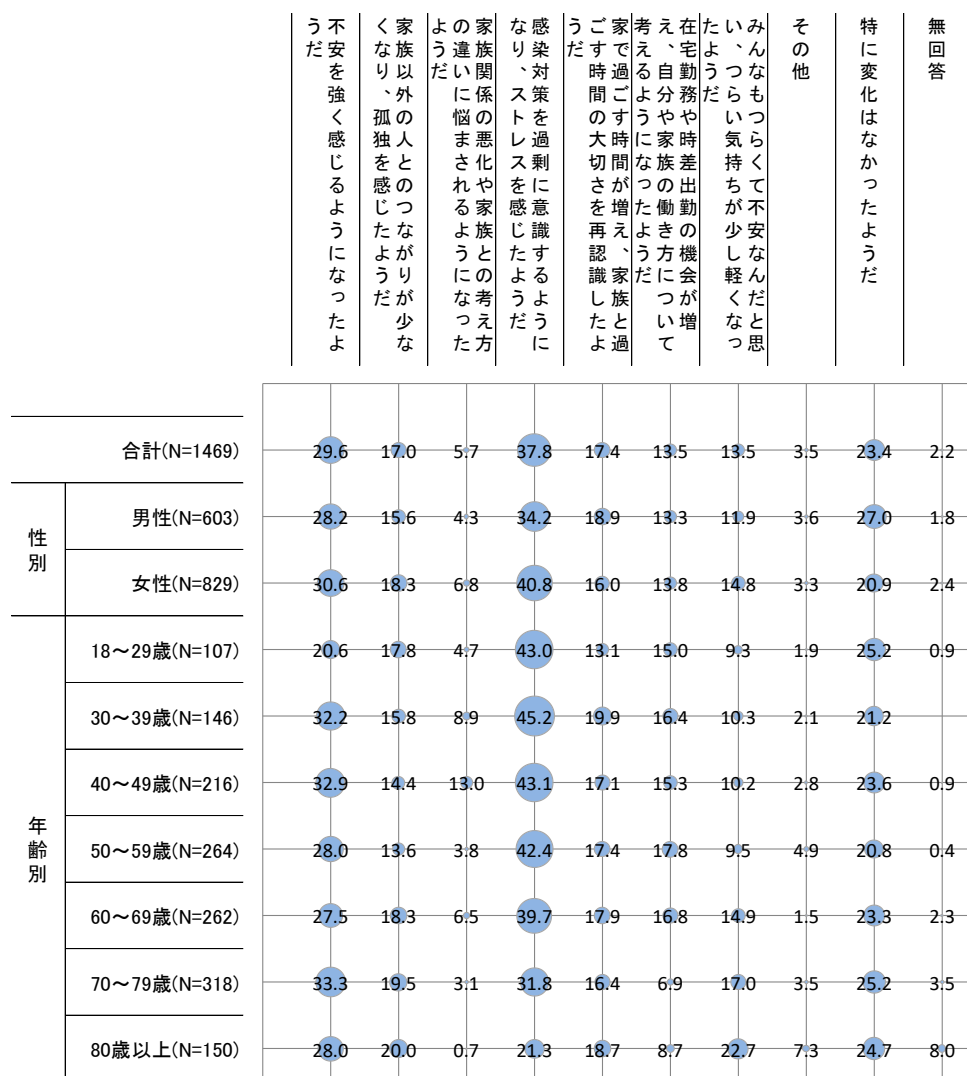 不安を強く感じるようになったよ
うだ
家族以外の人とのつながりが少な
くなり、孤独を感じたようだ
家族関係の悪化や家族との考え方
の違いに悩まされるようになった
ようだ
感染対策を過剰に意識するように
なり、ストレスを感じたようだ
家で過ごす時間が増え、家族と過
ごす時間の大切さを再認識したよ
うだ
在宅勤務や時差出勤の機会が増
え、自分や家族の働き方について
考えるようになったようだ
みんなもつらくて不安なんだと思
い、つらい気持ちが少し軽くなっ
たようだ
その他
特に変化はなかったようだ
無回答
合計(N=1469) 29.6 17.0 5.7 37.8 17.4 13.5 13.5 3.5 23.4 2.2
性別
男性(N=603) 28.2 15.6 4.3 34.2 18.9 13.3 11.9 3.6 27.0 1.8
女性(N=829) 30.6 18.3 6.8 40.8 16.0 13.8 14.8 3.3 20.9 2.4
年齢別
18～29歳(N=107) 20.6 17.8 4.7 43.0 13.1 15.0 9.3 1.9 25.2 0.9
30～39歳(N=146) 32.2 15.8 8.9 45.2 19.9 16.4 10.3 2.1 21.2
40～49歳(N=216) 32.9 14.4 13.0 43.1 17.1 15.3 10.2 2.8 23.6 0.9
50～59歳(N=264) 28.0 13.6 3.8 42.4 17.4 17.8 9.5 4.9 20.8 0.4
60～69歳(N=262) 27.5 18.3 6.5 39.7 17.9 16.8 14.9 1.5 23.3 2.3
70～79歳(N=318) 33.3 19.5 3.1 31.8 16.4 6.9 17.0 3.5 25.2 3.5
80歳以上(N=150) 28.0 20.0 0.7 21.3 18.7 8.7 22.7 7.3 24.7 8.0